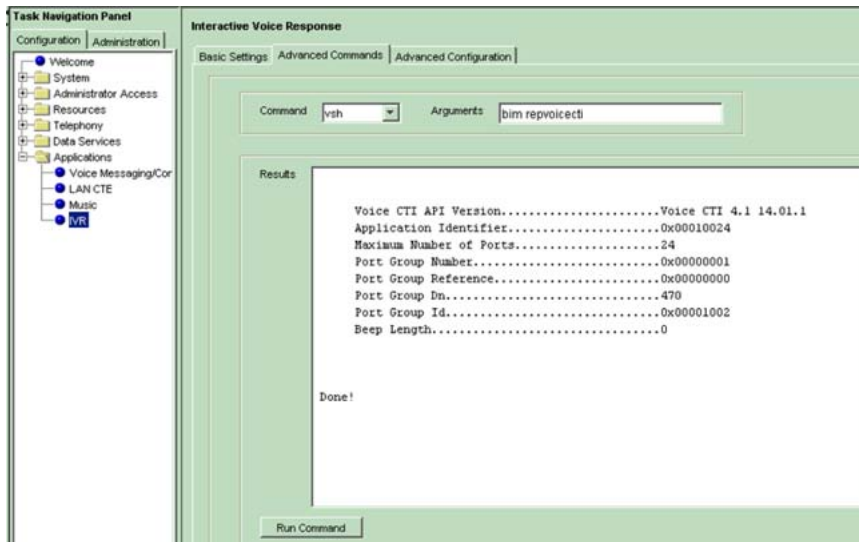 Task Navigation Panel
Configuration Administration
Welcome
System
Administrator Access
Resources
Telephony
Data Services
Applications
Voice Messaging/Cor
LAN CTE
Music
IVR
Interactive Voice Response
Basic Settings Advanced Commands Advanced Configuration
Command vsh Arguments bim repvoicecti
Results
Voice CTI API Version.......................Voice CTI 4.1 14.01.1
Application Identifier......................0x00010024
Maximum Number of Ports.....................24
Port Group Number...........................0x00000001
Port Group Reference........................0x00000000
Port Group Dn...............................470
Port Group Id...............................0x00001002
Beep Length.................................0
Done!
Run Command